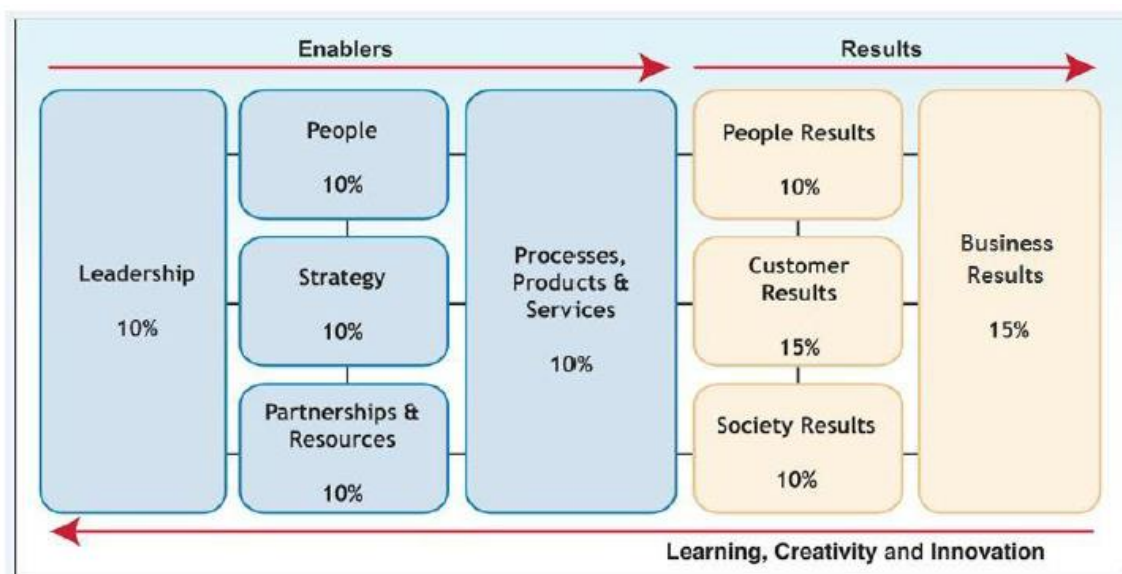 Enablers
Results
Leadership
10%
People
10%
Strategy
10%
Partnerships &
Resources
10%
Processes,
Products &
Services
10%
People Results
10%
Customer
Results
15%
Society Results
10%
Business
Results
15%
Learning, Creativity and Innovation